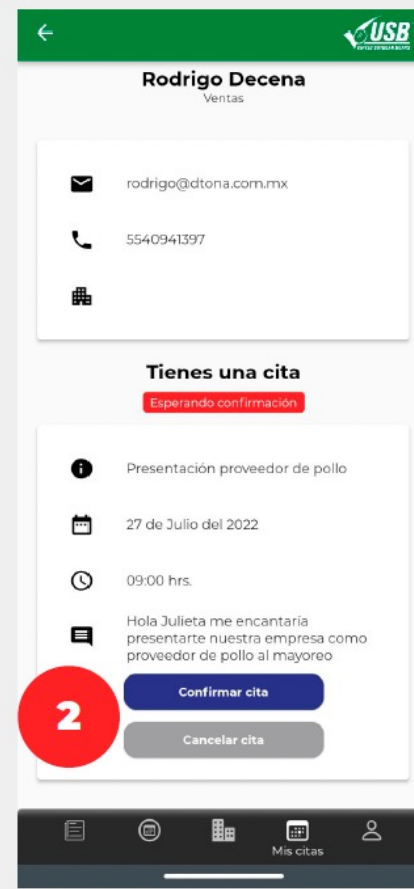 USB
Rodrigo Decena
Ventas
rodrigo@dtona.com.mx
5540941397
Tienes una cita
Esperando confirmación
Presentación proveedor de pollo
27 de Julio del 2022
09:00 hrs.
Hola Julieta me encantaría
presentarte nuestra empresa como
proveedor de pollo al mayoreo
2
Confirmar cita
Cancelar cita
Mis citas